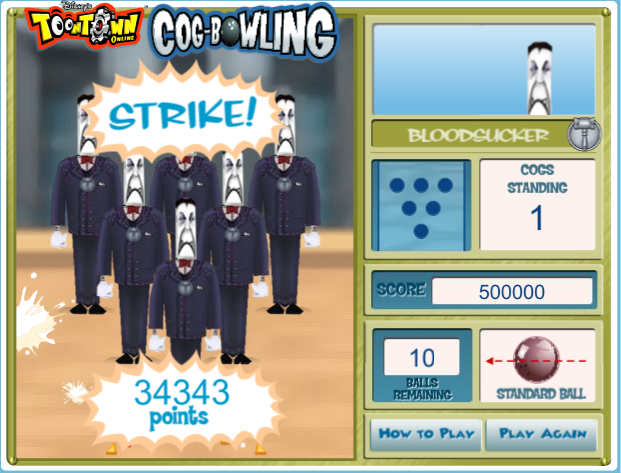 Disney's
TOONTOWN
ONLINE
COG-BOWLING
STRIKE!
34343
points
BLOODSUCKER
COGS
STANDING
1
SCORE 500000
10
BALLS
REMAINING
STANDARD BALL
HOW TO PLAY
PLAY AGAIN